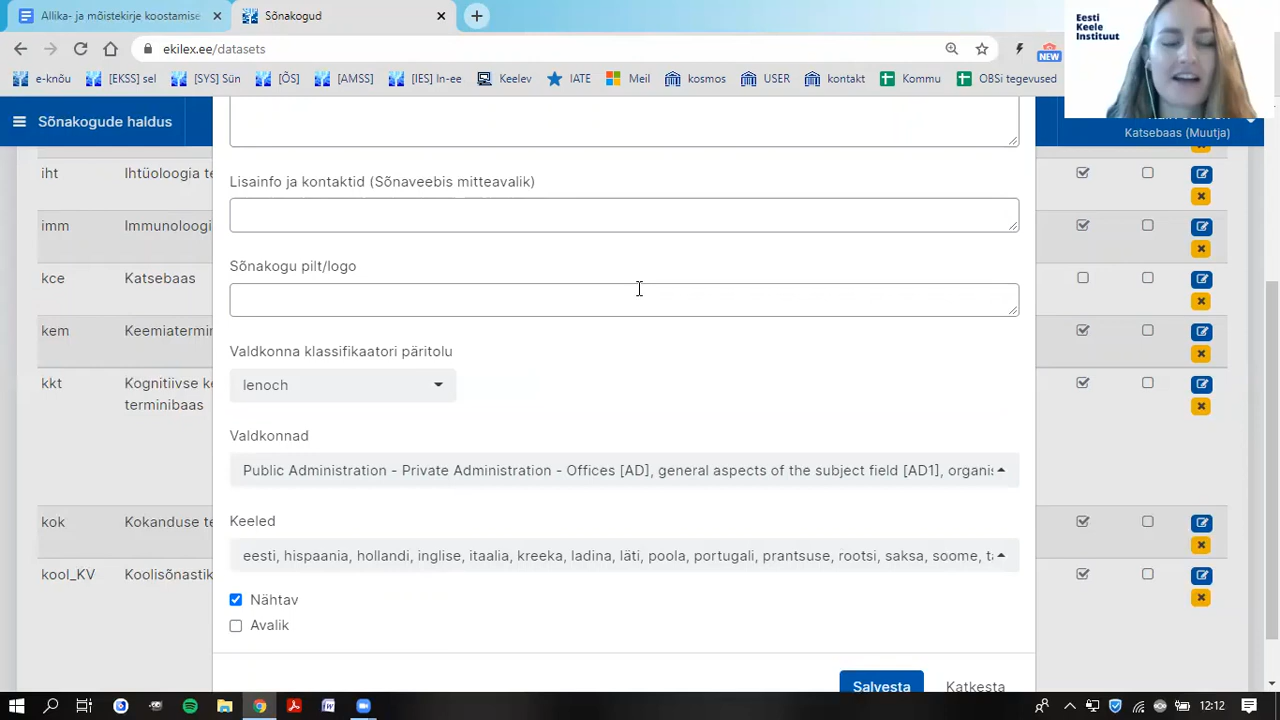 Allika- ja mõistekirje koostamise
Sõnakogud
ekilex.ee/datasets
NEW
e-knõu
[EKSS] sel
[SYS] Sün
[ÕS]
[AMSS]
[IES] In-ee
Keelev
IATE
Meil
kosmos
USER
kontakt
Kommu
OBSi tegevused
Eesti
Keele
Instituut
Sõnakogude haldus
Katsebaas (Muutja)
iht
Ihtüoloogia te
imm
Immunoloogi
kce
Katsebaas
kem
Keemiatermin
kkt
Kognitiivse ke
terminibaas
kok
Kokanduse te
kool_KV
Koolisõnastik
Lisainfo ja kontaktid (Sõnaveebis mitteavalik)
Sõnakogu pilt/logo
Valdkonna klassifikaatori päritolu
lenoch
Valdkonnad
Public Administration - Private Administration - Offices [AD], general aspects of the subject field [AD1], organis
Keeled
eesti, hispaania, hollandi, inglise, itaalia, kreeka, ladina, läti, poola, portugali, prantsuse, rootsi, saksa, soome, ta
Nähtav
Avalik
Salvesta
Katkesta
12:12